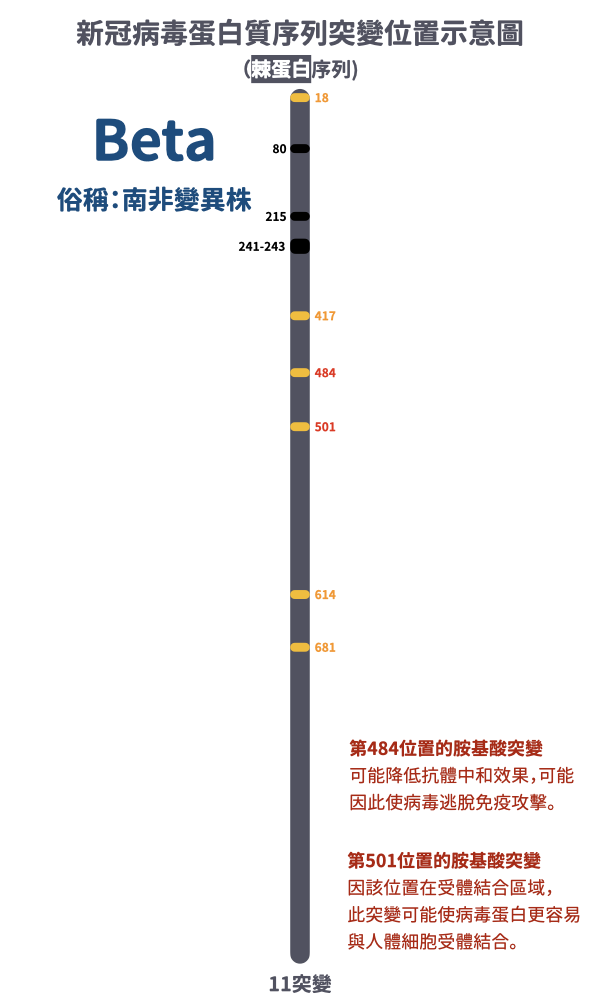 新冠病毒蛋白質序列突變位置示意圖
(棘蛋白序列)
18
Beta
80
俗稱:南非變異株
215
241-243
417
484
501
614
681
第484位置的胺基酸突變
可能降低抗體中和效果,可能
因此使病毒逃脫免疫攻擊。
第501位置的胺基酸突變
因該位置在受體結合區域,
此突變可能使病毒蛋白更容易
與人體細胞受體結合。
11突變